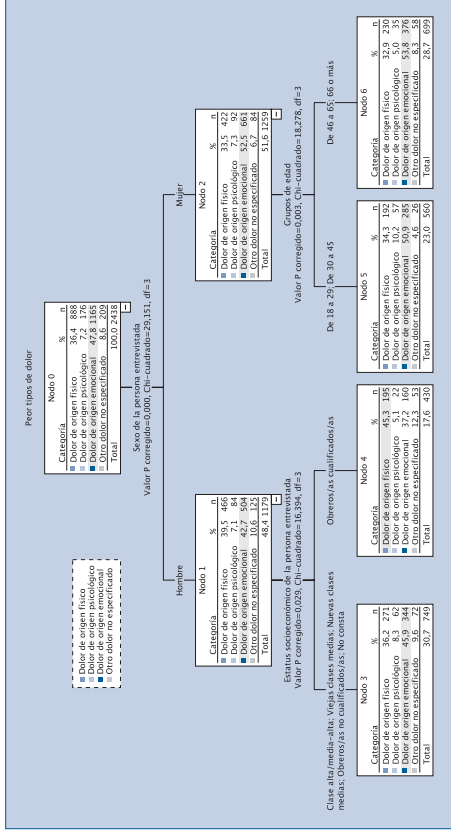 Peor tipos de dolor
Dolor de origen físico
Dolor de origen psicológico
Dolor de origen emocional
Otro dolor no especificado
Nodo 0
Categoría % n
Dolor de origen físico 36,4 888
Dolor de origen psicológico 7,2 176
Dolor de origen emocional 47,8 1165
Otro dolor no especificado 8,6 209
Total 100,0 2438
Sexo de la persona entrevistada
Valor P corregido=0,000, Chi-cuadrado=29,151, df=3
Hombre
Mujer
Nodo 1
Categoría % n
Dolor de origen físico 39,5 466
Dolor de origen psicológico 7,1 84
Dolor de origen emocional 42,7 504
Otro dolor no especificado 10,6 125
Total 48,4 1179
Nodo 2
Categoría % n
Dolor de origen físico 33,5 422
Dolor de origen psicológico 7,3 92
Dolor de origen emocional 52,5 661
Otro dolor no especificado 6,7 84
Total 51,6 1259
Estatus socioeconómico de la persona entrevistada
Valor P corregido=0,029, Chi-cuadrado=16,394, df=3
Grupos de edad
Valor P corregido=0,003, Chi-cuadrado=18,278, df=3
Clase alta/media-alta; Viejas clases medias; Nuevas clases
medias; Obreros/as no cualificados/as; No consta
Obreros/as cualificados/as
De 18 a 29; De 30 a 45
De 46 a 65; 66 o más
Nodo 3
Categoría % n
Dolor de origen físico 36,2 271
Dolor de origen psicológico 8,3 62
Dolor de origen emocional 45,9 344
Otro dolor no especificado 9,6 72
Total 30,7 749
Nodo 4
Categoría % n
Dolor de origen físico 45,3 195
Dolor de origen psicológico 5,1 22
Dolor de origen emocional 37,2 160
Otro dolor no especificado 12,3 53
Total 17,6 430
Nodo 5
Categoría % n
Dolor de origen físico 34,3 192
Dolor de origen psicológico 10,2 57
Dolor de origen emocional 50,9 285
Otro dolor no especificado 4,6 26
Total 23,0 560
Nodo 6
Categoría % n
Dolor de origen físico 32,9 230
Dolor de origen psicológico 5,0 35
Dolor de origen emocional 53,8 376
Otro dolor no especificado 8,3 58
Total 28,7 699